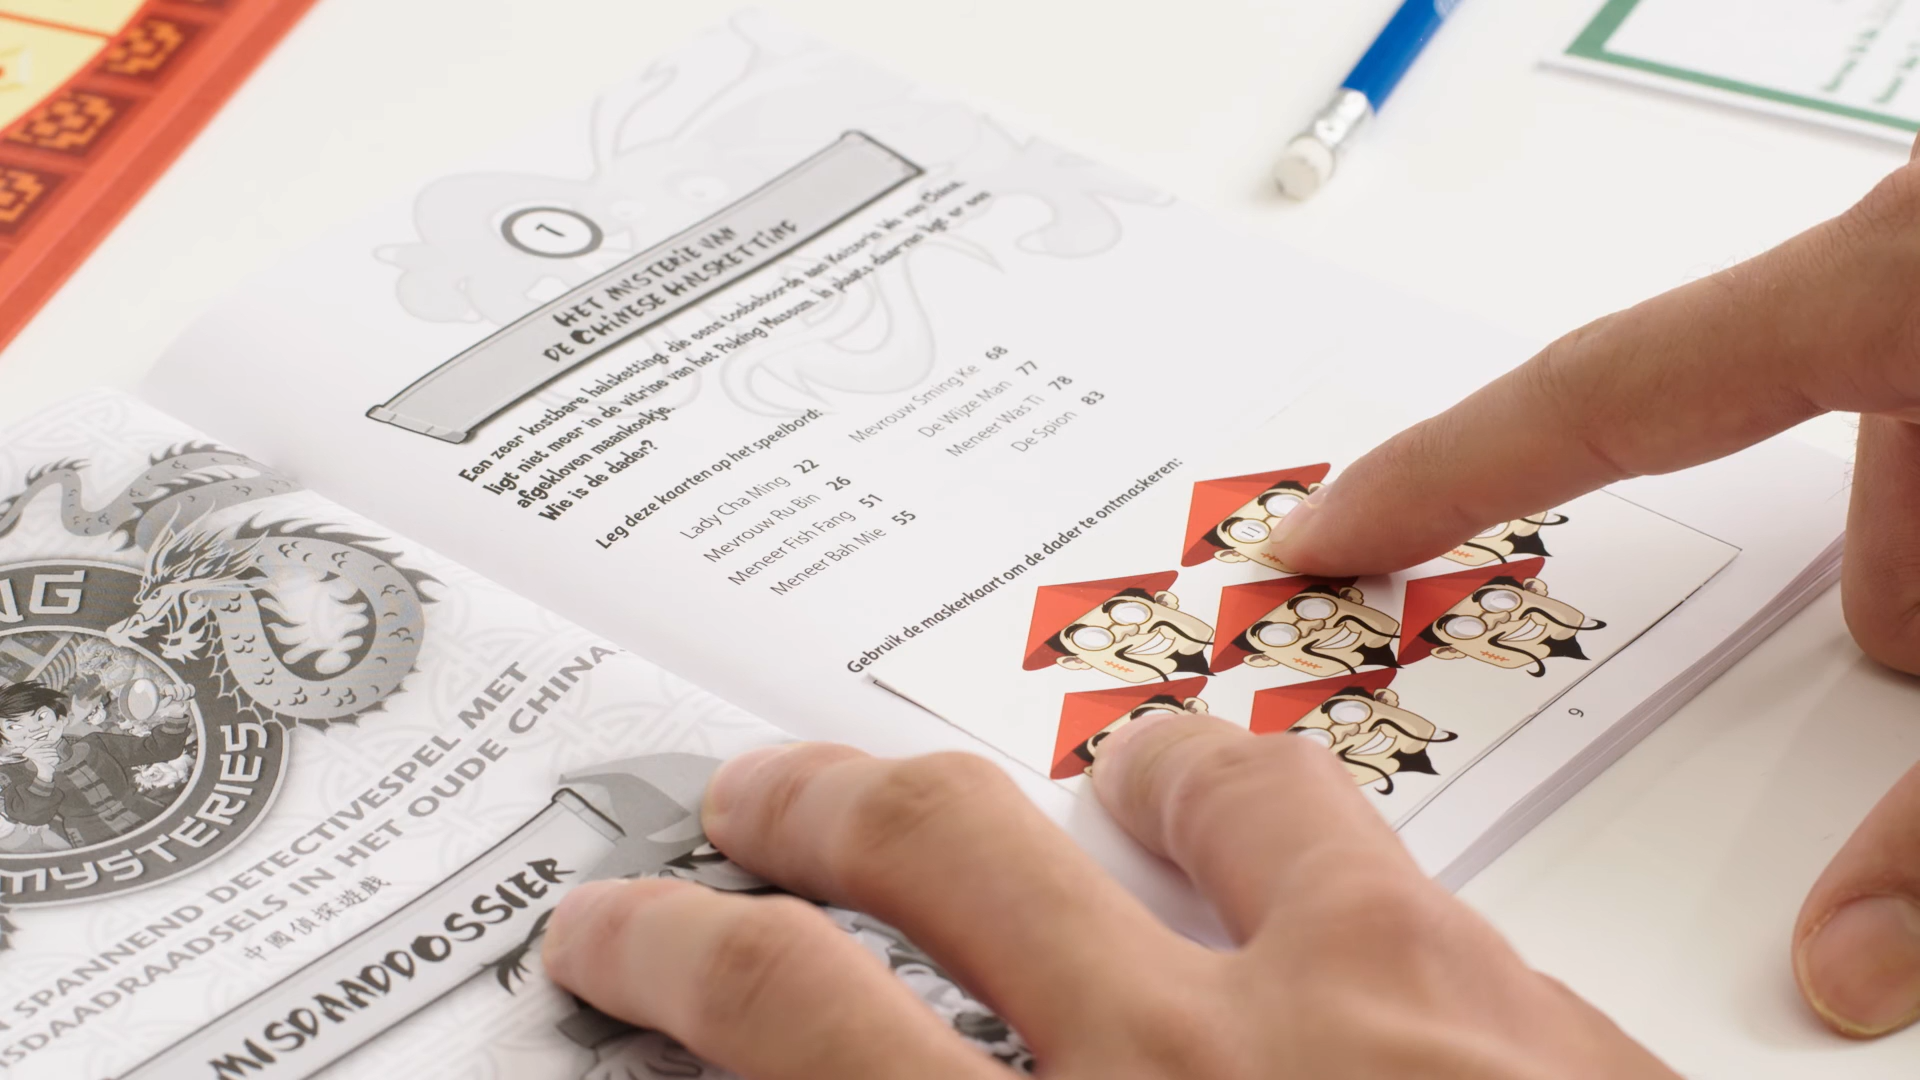 1
HET MYSTERIE VAN
DE CHINESE HALSKETTING
Een zeer kostbare halsketting, die eens toebehoorde aan Keizerin Wu van China,
ligt niet meer in de vitrine van het Peking Museum. In plaats daarvan ligt er een
afgekloven maankoekje.
Wie is de dader?
Leg deze kaarten op het speelbord:
Lady Cha Ming 22
Mevrouw Ru Bin 26
Meneer Fish Fang 51
Meneer Bah Mie 55
Mevrouw Sming Ke 68
De Wijze Man 77
Meneer Was Ti 78
De Spion 83
Gebruik de maskerkaart om de dader te ontmaskeren:
11
9
NG
MYSTERIES
SPANNEND DETECTIVESPEL MET
ISDAADRAADSELS IN HET OUDE CHINA.
中國偵探遊戲
MISDAADDOSSIER